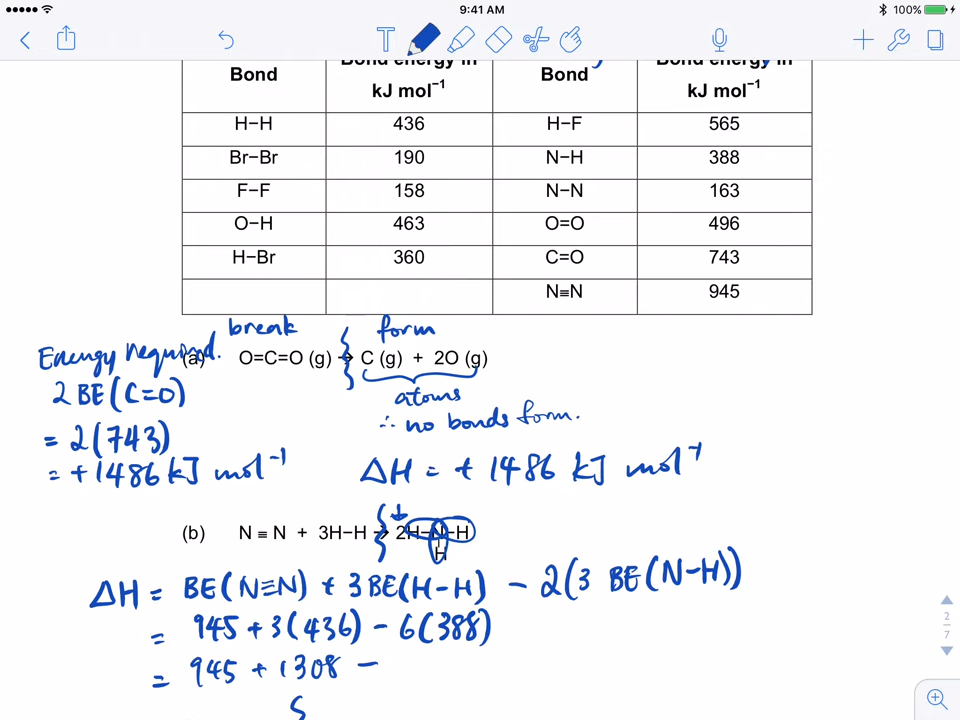 9:41 AM
100%
T
Bond Bond energy in kJ mol⁻¹ Bond Bond energy in kJ mol⁻¹
H−H 436 H−F 565
Br−Br 190 N−H 388
F−F 158 N−N 163
O−H 463 O=O 496
H−Br 360 C=O 743
N≡N 945
break form
Energy required.
(a) O=C=O (g) → C (g) + 2O (g)
2 BE(C=O)
atoms
∴ no bonds form.
= 2(743)
= +1486 kJ mol⁻¹
ΔH = + 1486 kJ mol⁻¹
(b) N ≡ N + 3H−H → 2H−N−H
H
ΔH = BE(N≡N) + 3BE(H-H) − 2(3 BE(N-H))
= 945 + 3(436) − 6(388)
= 945 + 1308 −
2
7